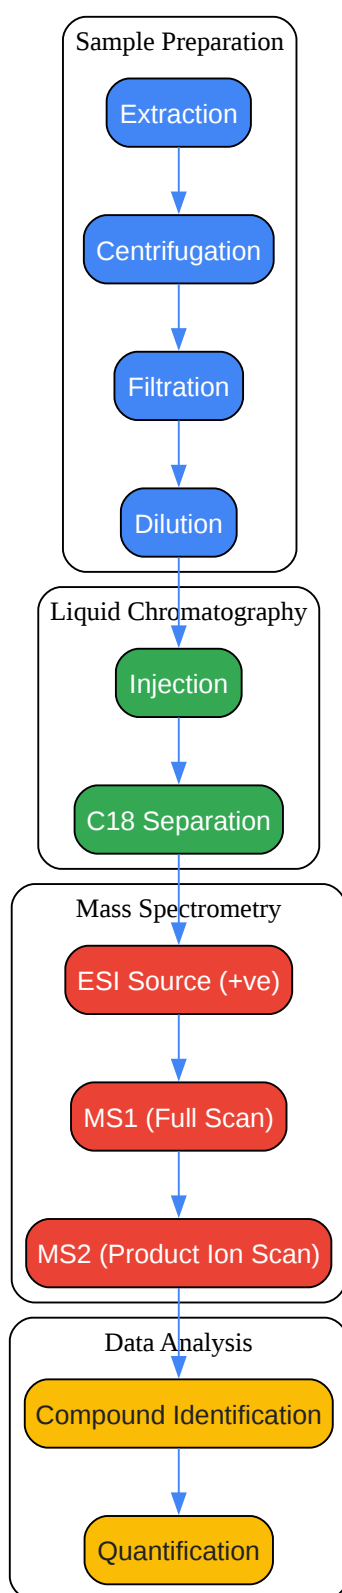 Sample Preparation
Extraction
Centrifugation
Filtration
Dilution
Liquid Chromatography
Injection
C18 Separation
Mass Spectrometry
ESI Source (+ve)
MS1 (Full Scan)
MS2 (Product Ion Scan)
Data Analysis
Compound Identification
Quantification